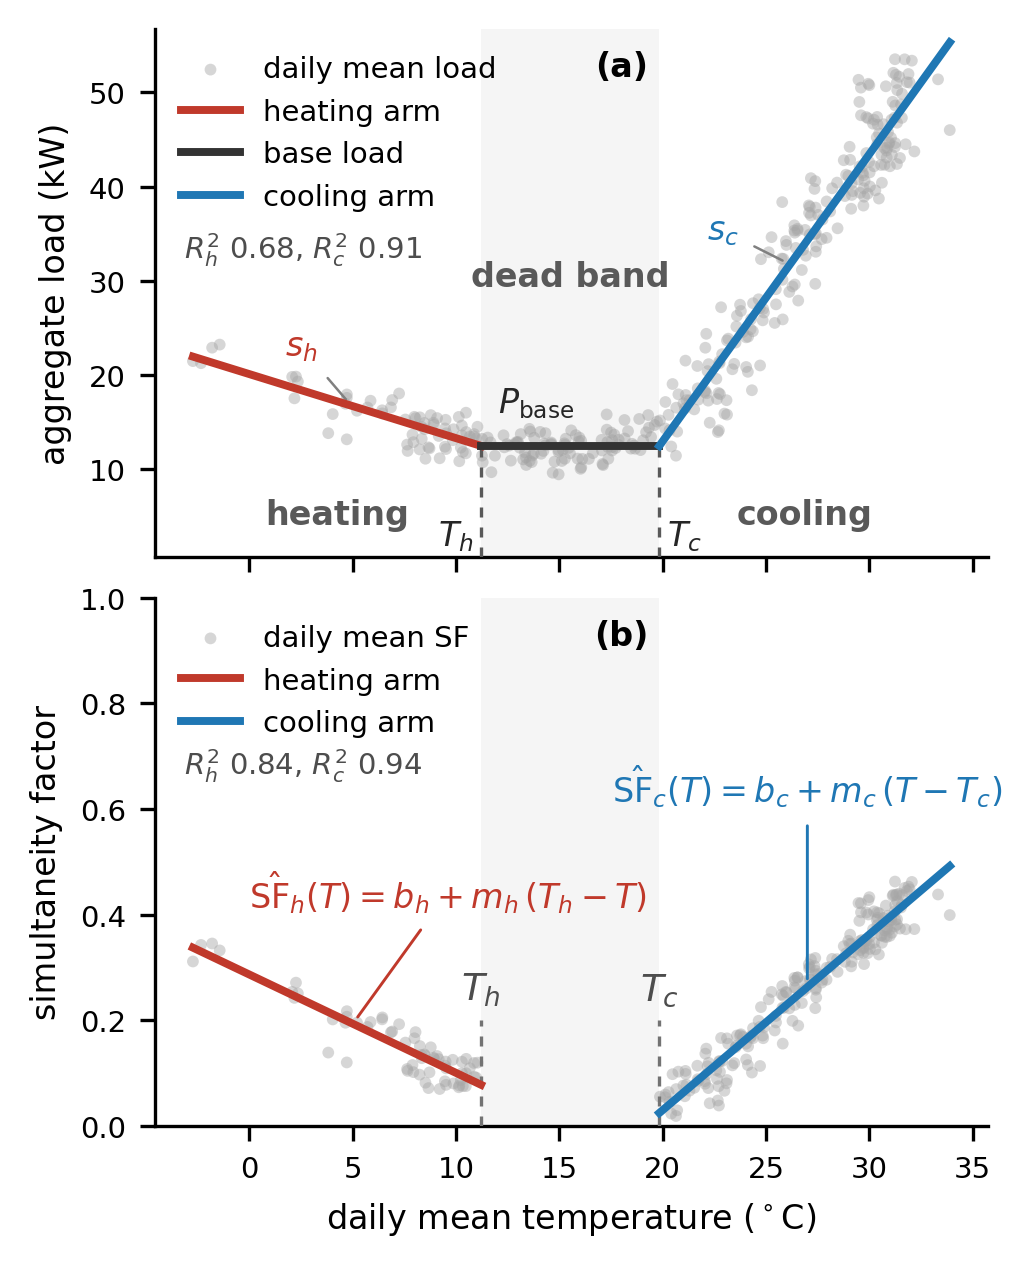 (a)
daily mean load
heating arm
base load
cooling arm
R_h^2 0.68, R_c^2 0.91
dead band
s_c
s_h
P_base
heating
cooling
T_h
T_c
50
40
30
20
10
aggregate load (kW)
(b)
daily mean SF
heating arm
cooling arm
R_h^2 0.84, R_c^2 0.94
SF̂_c(T) = b_c + m_c (T − T_c)
SF̂_h(T) = b_h + m_h (T_h − T)
T_h
T_c
1.0
0.8
0.6
0.4
0.2
0.0
simultaneity factor
0 5 10 15 20 25 30 35
daily mean temperature (°C)